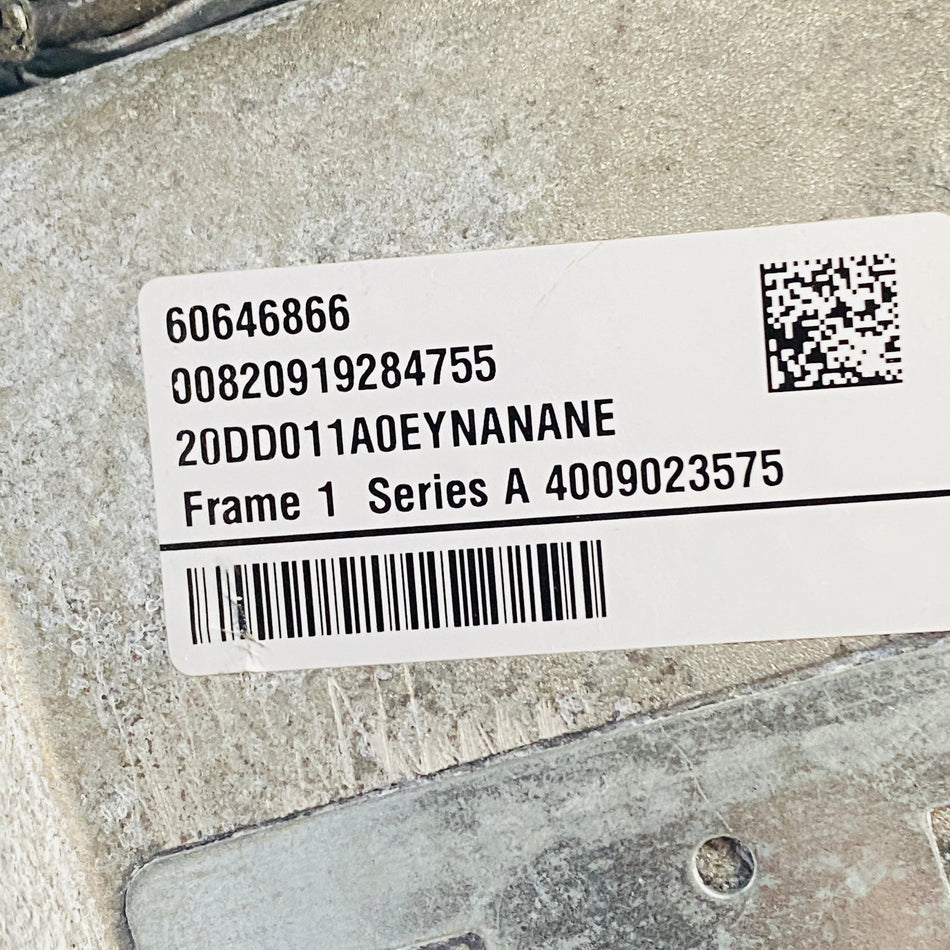 60646866
00820919284755
20DD011A0EYNANANE
Frame 1 Series A 4009023575